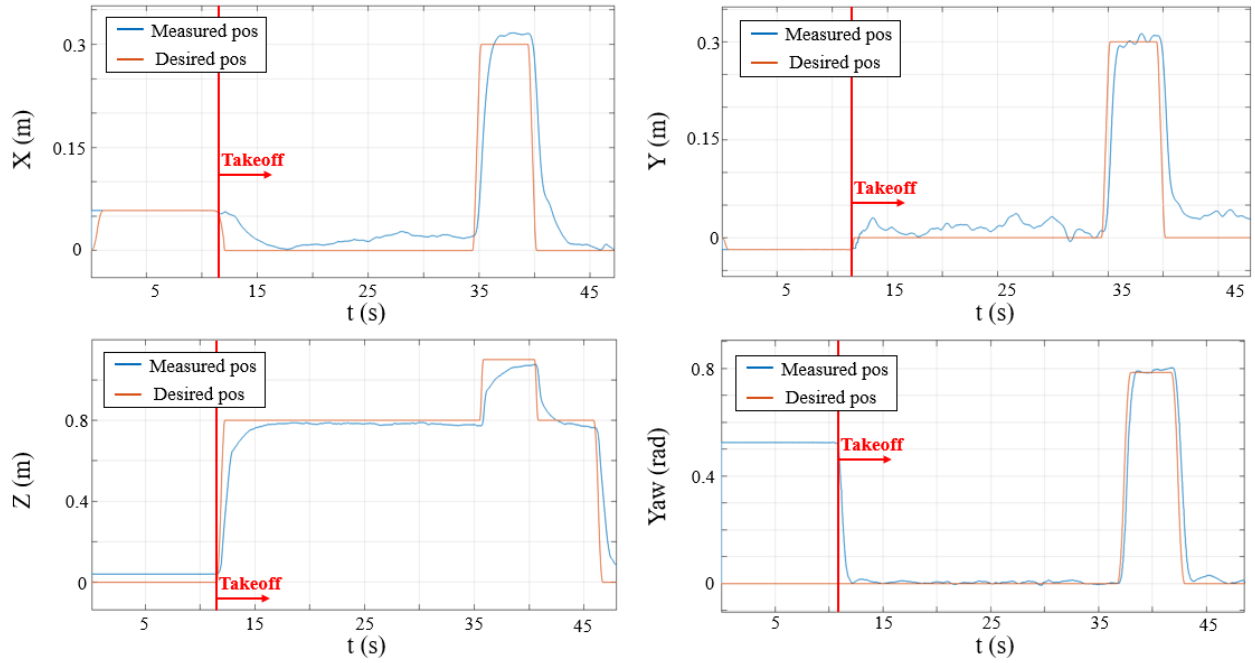 X (m)
0.3
0.15
0
Measured pos
Desired pos
Takeoff
5
15
25
35
45
t (s)
Y (m)
0.3
0.15
0
Measured pos
Desired pos
Takeoff
5
15
25
35
45
t (s)
Z (m)
0.8
0.4
0
Measured pos
Desired pos
Takeoff
5
15
25
35
45
t (s)
Yaw (rad)
0.8
0.4
0
Measured pos
Desired pos
Takeoff
5
15
25
35
45
t (s)